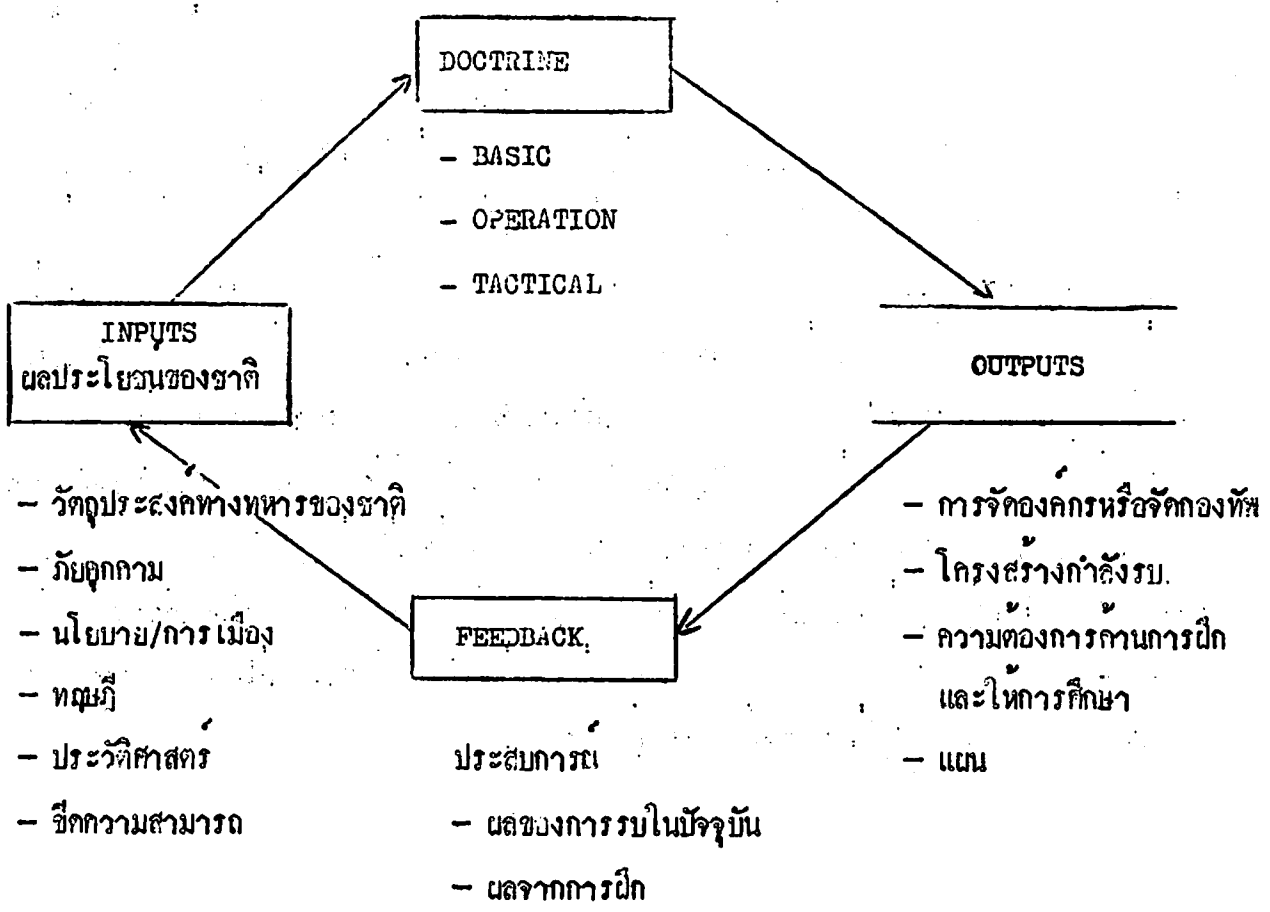 DOCTRINE
- BASIC
- OPERATION
- TACTICAL
INPUTS
ผลประโยชน์ของชาติ
- วัตถุประสงค์ทางทหารของชาติ
- ภัยคุกคาม
- นโยบาย/การเมือง
- ทฤษฎี
- ประวัติศาสตร์
- ขีดความสามารถ
OUTPUTS
- การจัดองค์กรหรือจัดกองทัพ
- โครงสร้างกำลังรบ.
- ความต้องการด้านการฝึก
และให้การศึกษา
- แผน
FEEDBACK
ประสบการณ์
- ผลของการรบในปัจจุบัน
- ผลจากการฝึก